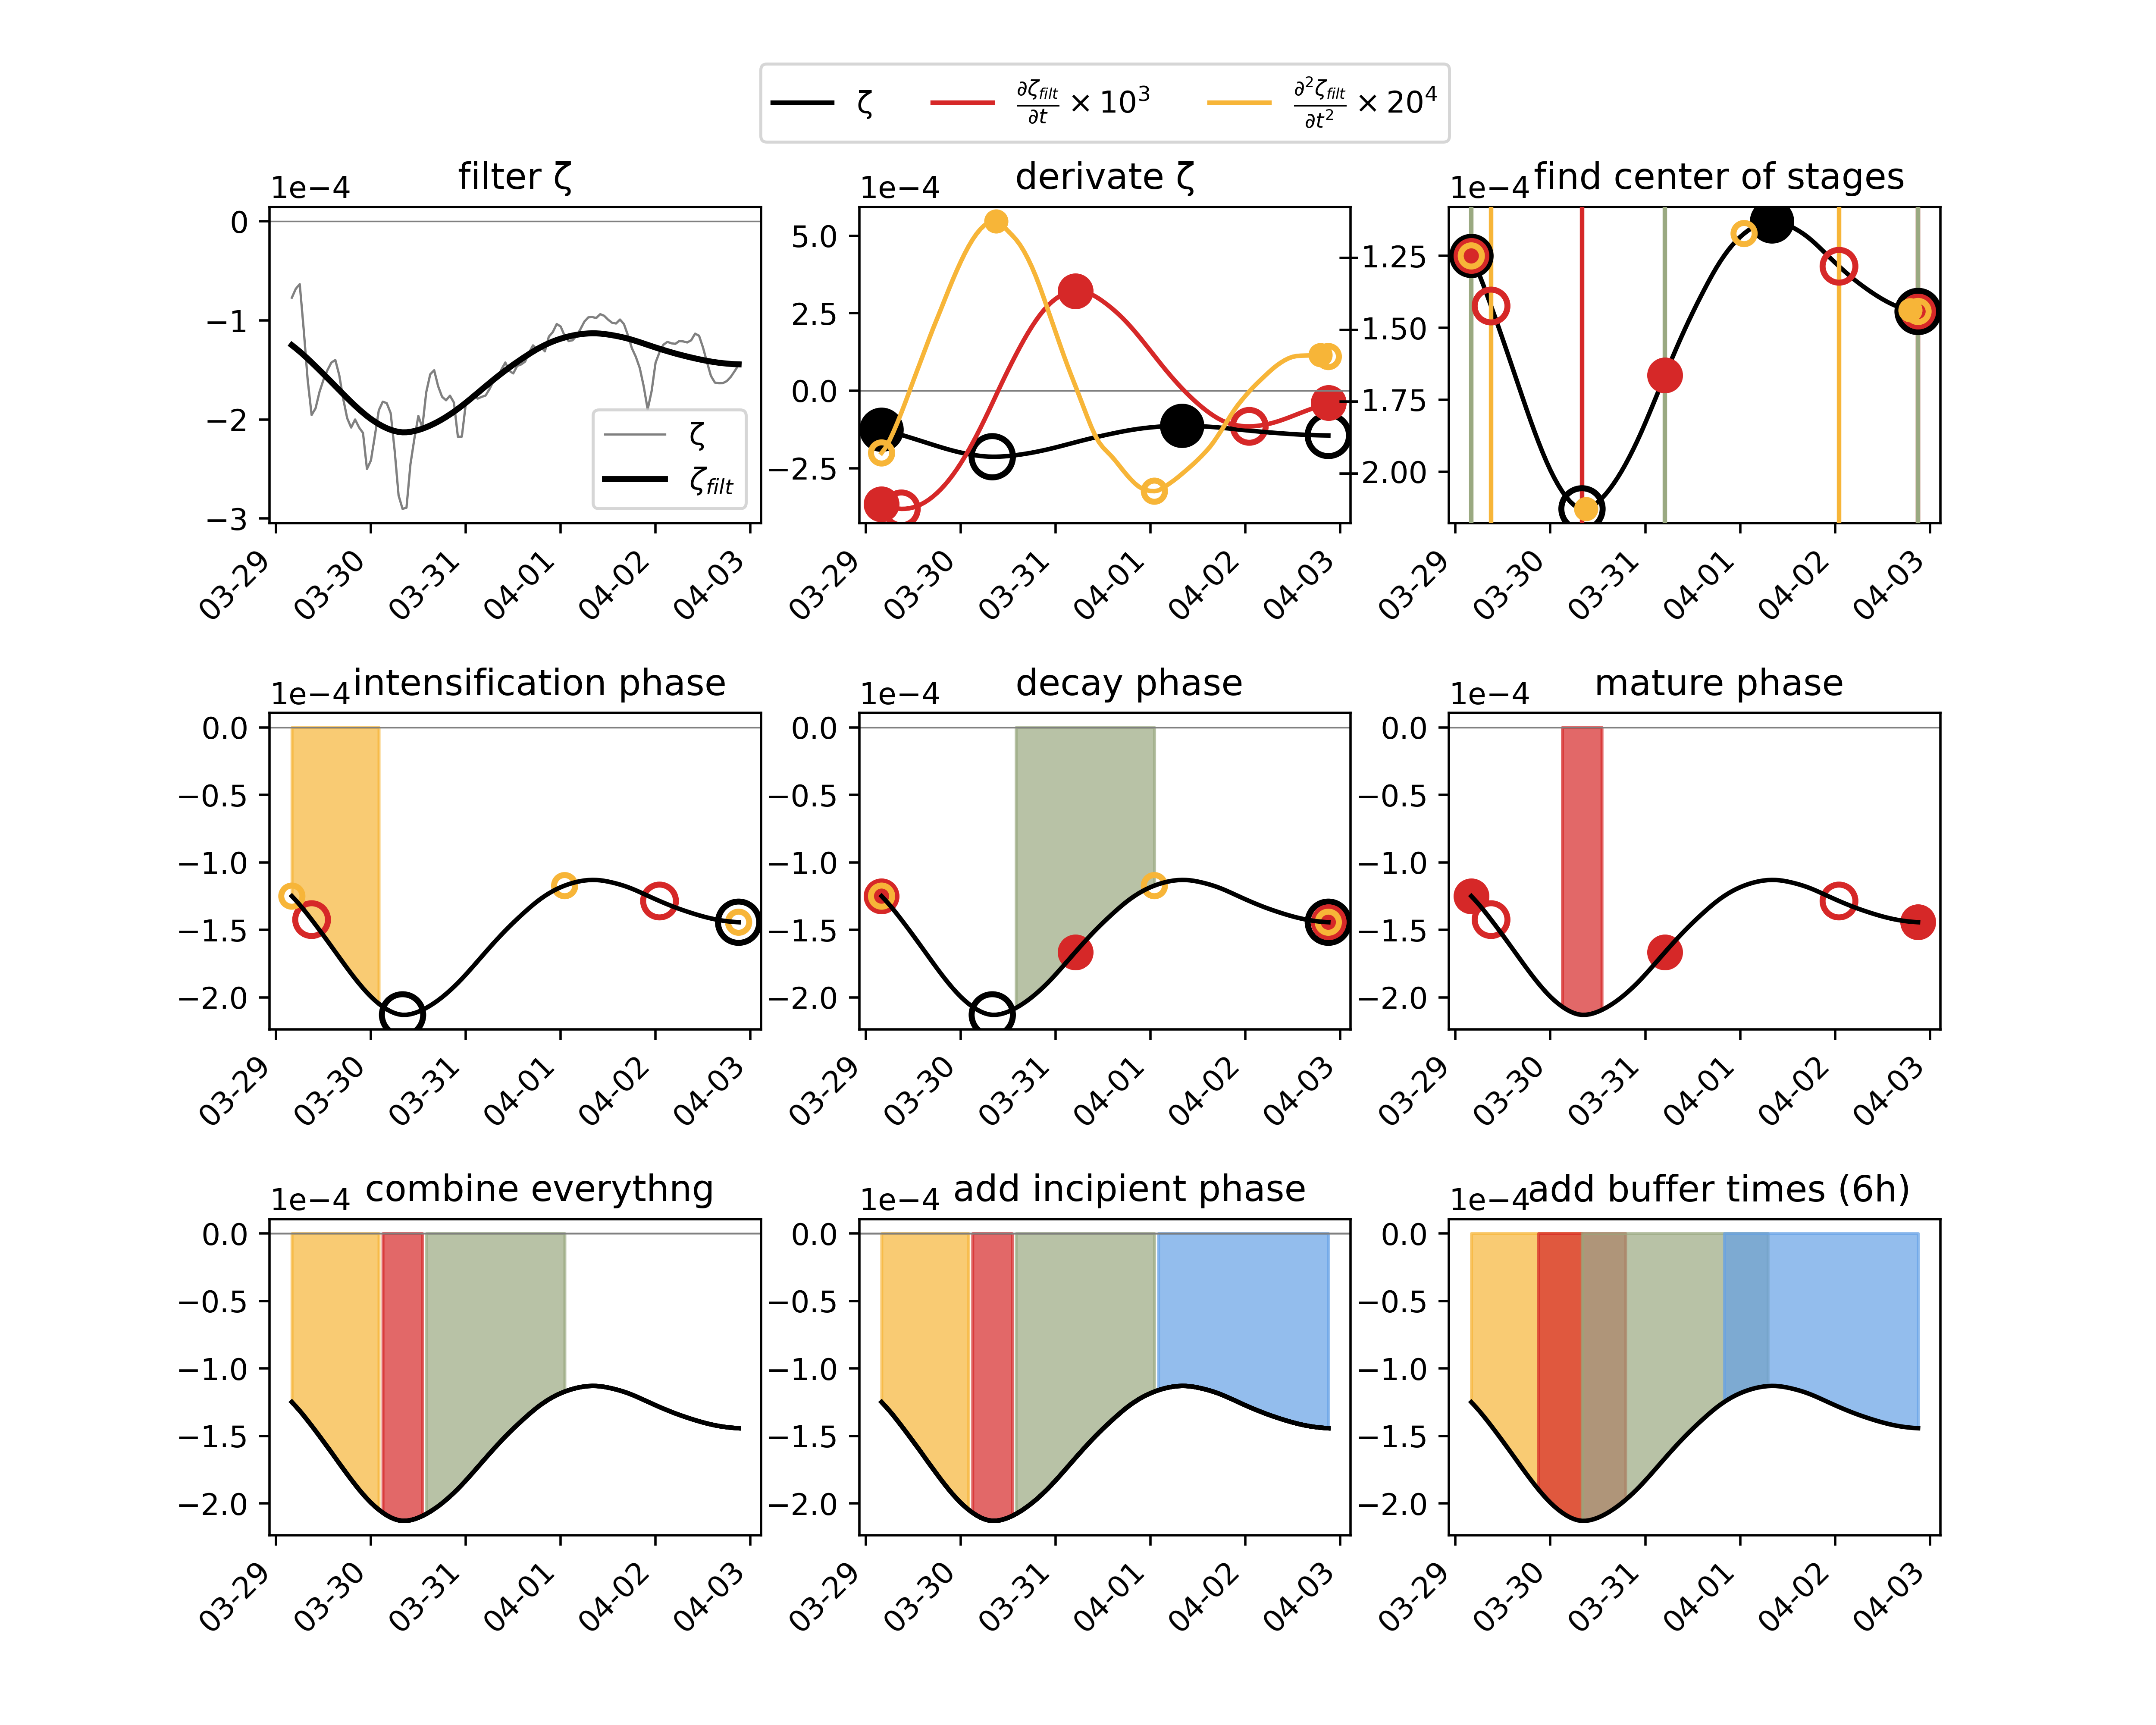 ζ ∂ζ_filt/∂t × 10³ ∂²ζ_filt/∂t² × 20⁴
filter ζ derivate ζ find center of stages
1e−4 1e−4 1e−4
0
−1
−2
−3
ζ
ζ_filt
03-29 03-30 03-31 04-01 04-02 04-03
5.0
2.5
0.0
−2.5
03-29 03-30 03-31 04-01 04-02 04-03
−1.25
−1.50
−1.75
−2.00
03-29 03-30 03-31 04-01 04-02 04-03
intensification phase decay phase mature phase
1e−4 1e−4 1e−4
0.0 0.0 0.0
−0.5 −0.5 −0.5
−1.0 −1.0 −1.0
−1.5 −1.5 −1.5
−2.0 −2.0 −2.0
03-29 03-30 03-31 04-01 04-02 04-03 03-29 03-30 03-31 04-01 04-02 04-03 03-29 03-30 03-31 04-01 04-02 04-03
combine everythng add incipient phase add buffer times (6h)
1e−4 1e−4 1e−4
0.0 0.0 0.0
−0.5 −0.5 −0.5
−1.0 −1.0 −1.0
−1.5 −1.5 −1.5
−2.0 −2.0 −2.0
03-29 03-30 03-31 04-01 04-02 04-03 03-29 03-30 03-31 04-01 04-02 04-03 03-29 03-30 03-31 04-01 04-02 04-03